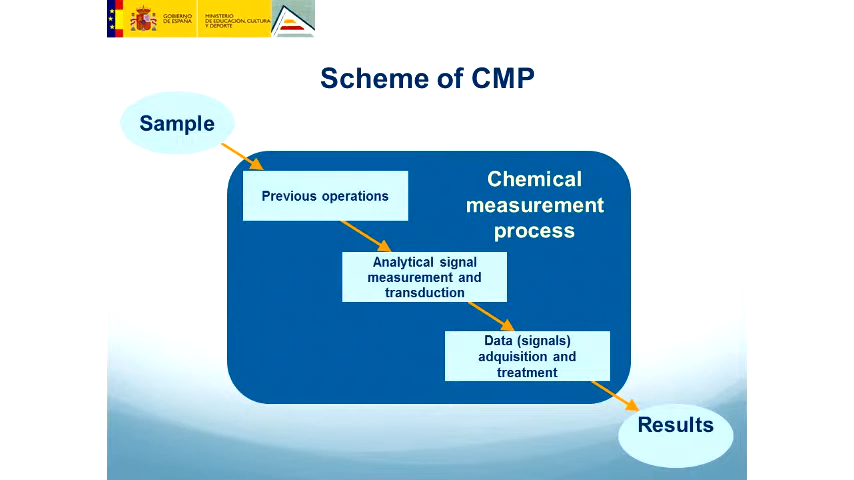 GOBIERNO
DE ESPAÑA
MINISTERIO
DE EDUCACIÓN, CULTURA
Y DEPORTE
Scheme of CMP
Sample
Chemical
measurement
process
Previous operations
Analytical signal
measurement and
transduction
Data (signals)
adquisition and
treatment
Results